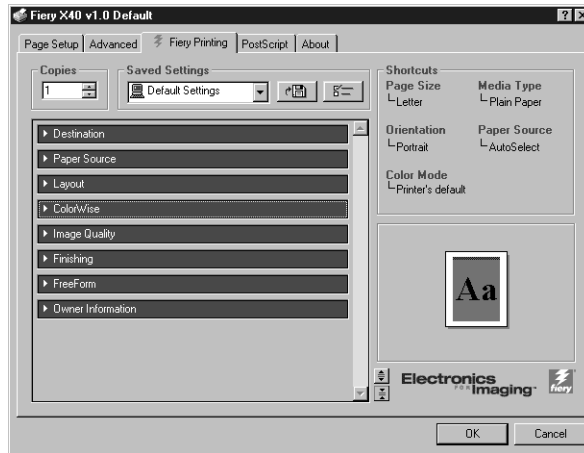 Fiery X40 v1.0 Default
Page Setup Advanced Fiery Printing PostScript About
Copies
1
Saved Settings
Default Settings
Destination
Paper Source
Layout
ColorWise
Image Quality
Finishing
FreeForm
Owner Information
Shortcuts
Page Size Media Type
Letter Plain Paper
Orientation Paper Source
Portrait AutoSelect
Color Mode
Printer's default
Aa
Electronics
FOR Imaging
fiery
OK Cancel